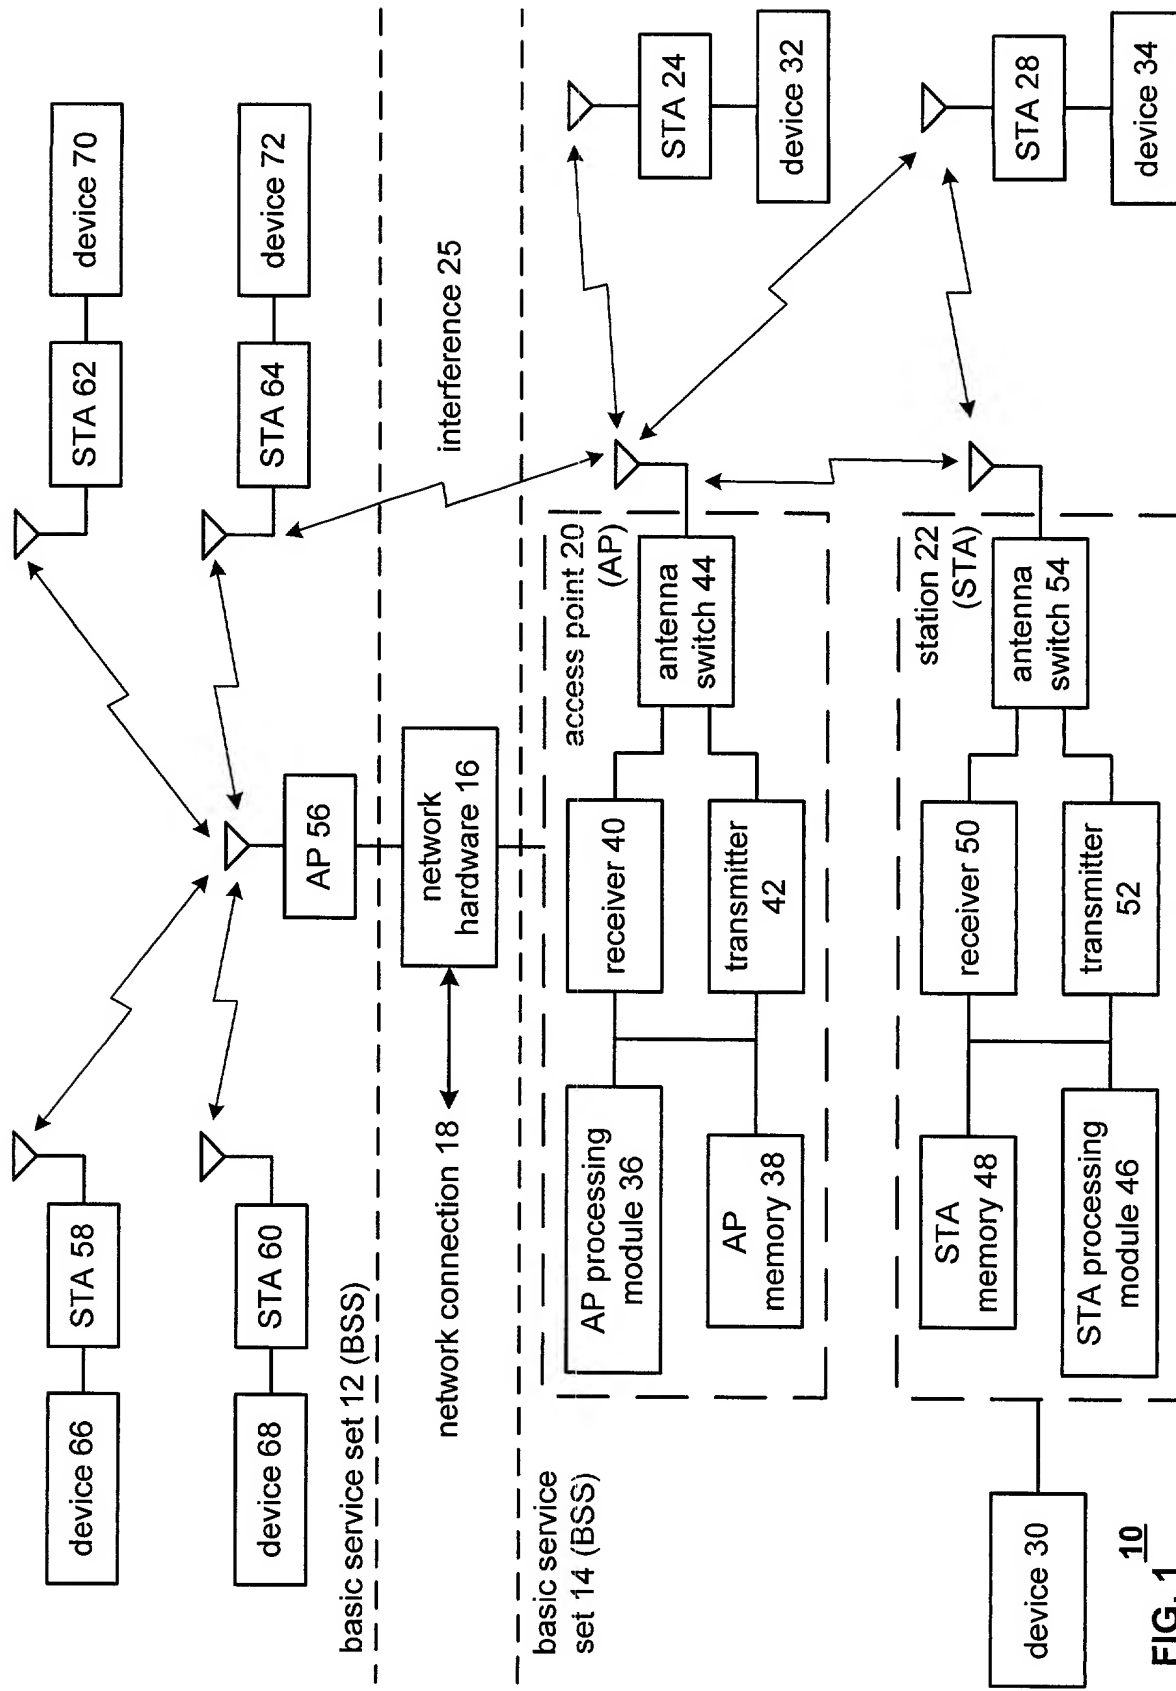 device 66
STA 58
STA 62
device 70
device 68
STA 60
STA 64
device 72
AP 56
basic service set 12 (BSS)
network connection 18
network
hardware 16
interference 25
basic service
set 14 (BSS)
access point 20
(AP)
AP processing
module 36
receiver 40
AP
memory 38
transmitter
42
antenna
switch 44
STA 24
device 32
station 22
(STA)
STA
memory 48
receiver 50
STA processing
module 46
transmitter
52
antenna
switch 54
STA 28
device 34
device 30
10
FIG. 1